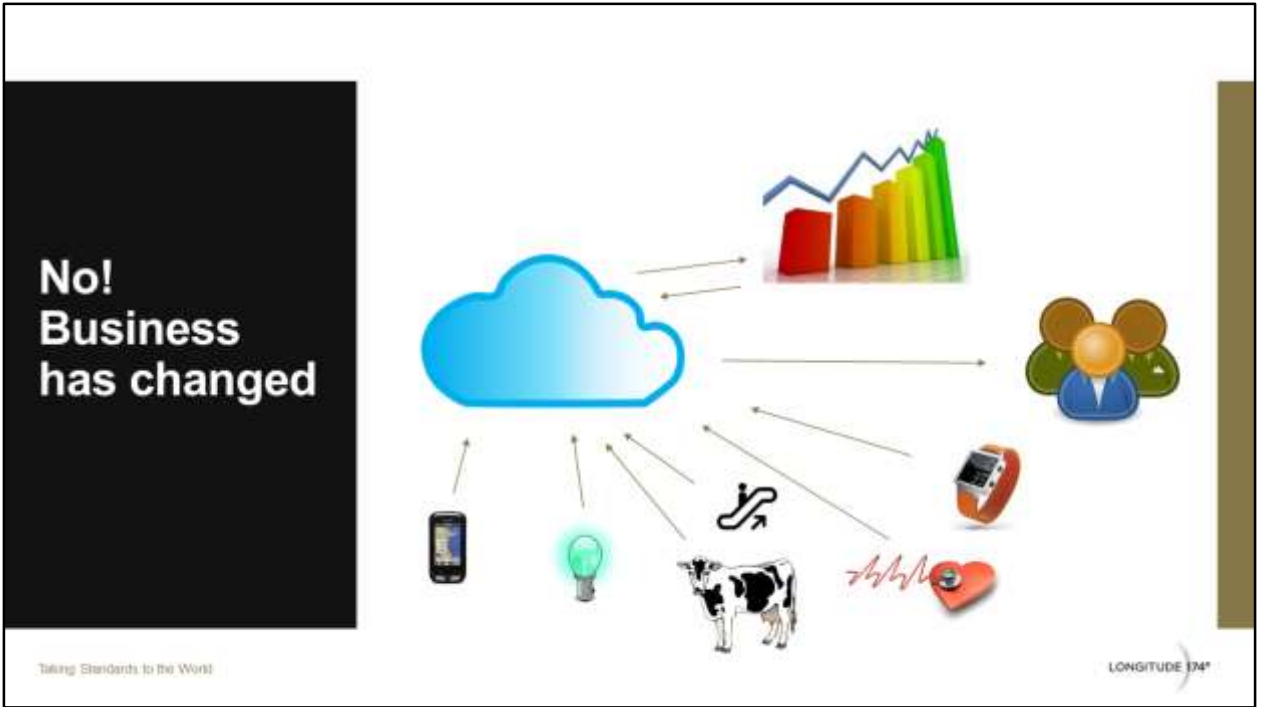 No!
Business
has changed
Taking Standards to the World
LONGITUDE 174°